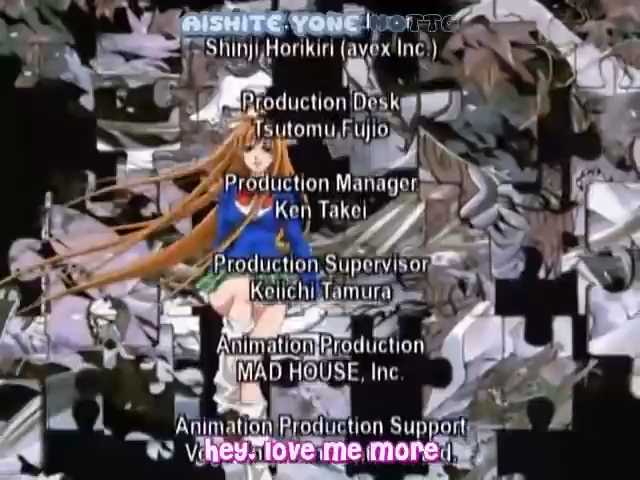 AISHITE YONE MOTTO
Shinji Horikiri (avex Inc.)
Production Desk
Tsutomu Fujio
Production Manager
Ken Takei
Production Supervisor
Keiichi Tamura
Animation Production
MAD HOUSE, Inc.
Animation Production Support
hey, love me more